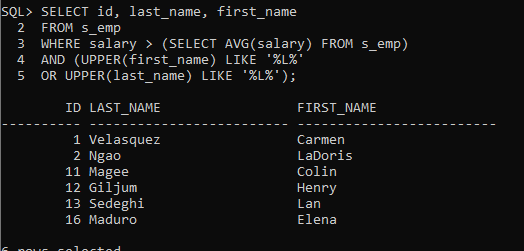 SQL> SELECT id, last_name, first_name
  2  FROM s_emp
  3  WHERE salary > (SELECT AVG(salary) FROM s_emp)
  4  AND (UPPER(first_name) LIKE '%L%'
  5  OR UPPER(last_name) LIKE '%L%');
        ID LAST_NAME                 FIRST_NAME
---------- ------------------------- -------------------------
         1 Velasquez                 Carmen
         2 Ngao                      LaDoris
        11 Magee                     Colin
        12 Giljum                    Henry
        13 Sedeghi                   Lan
        16 Maduro                    Elena
6 rows selected